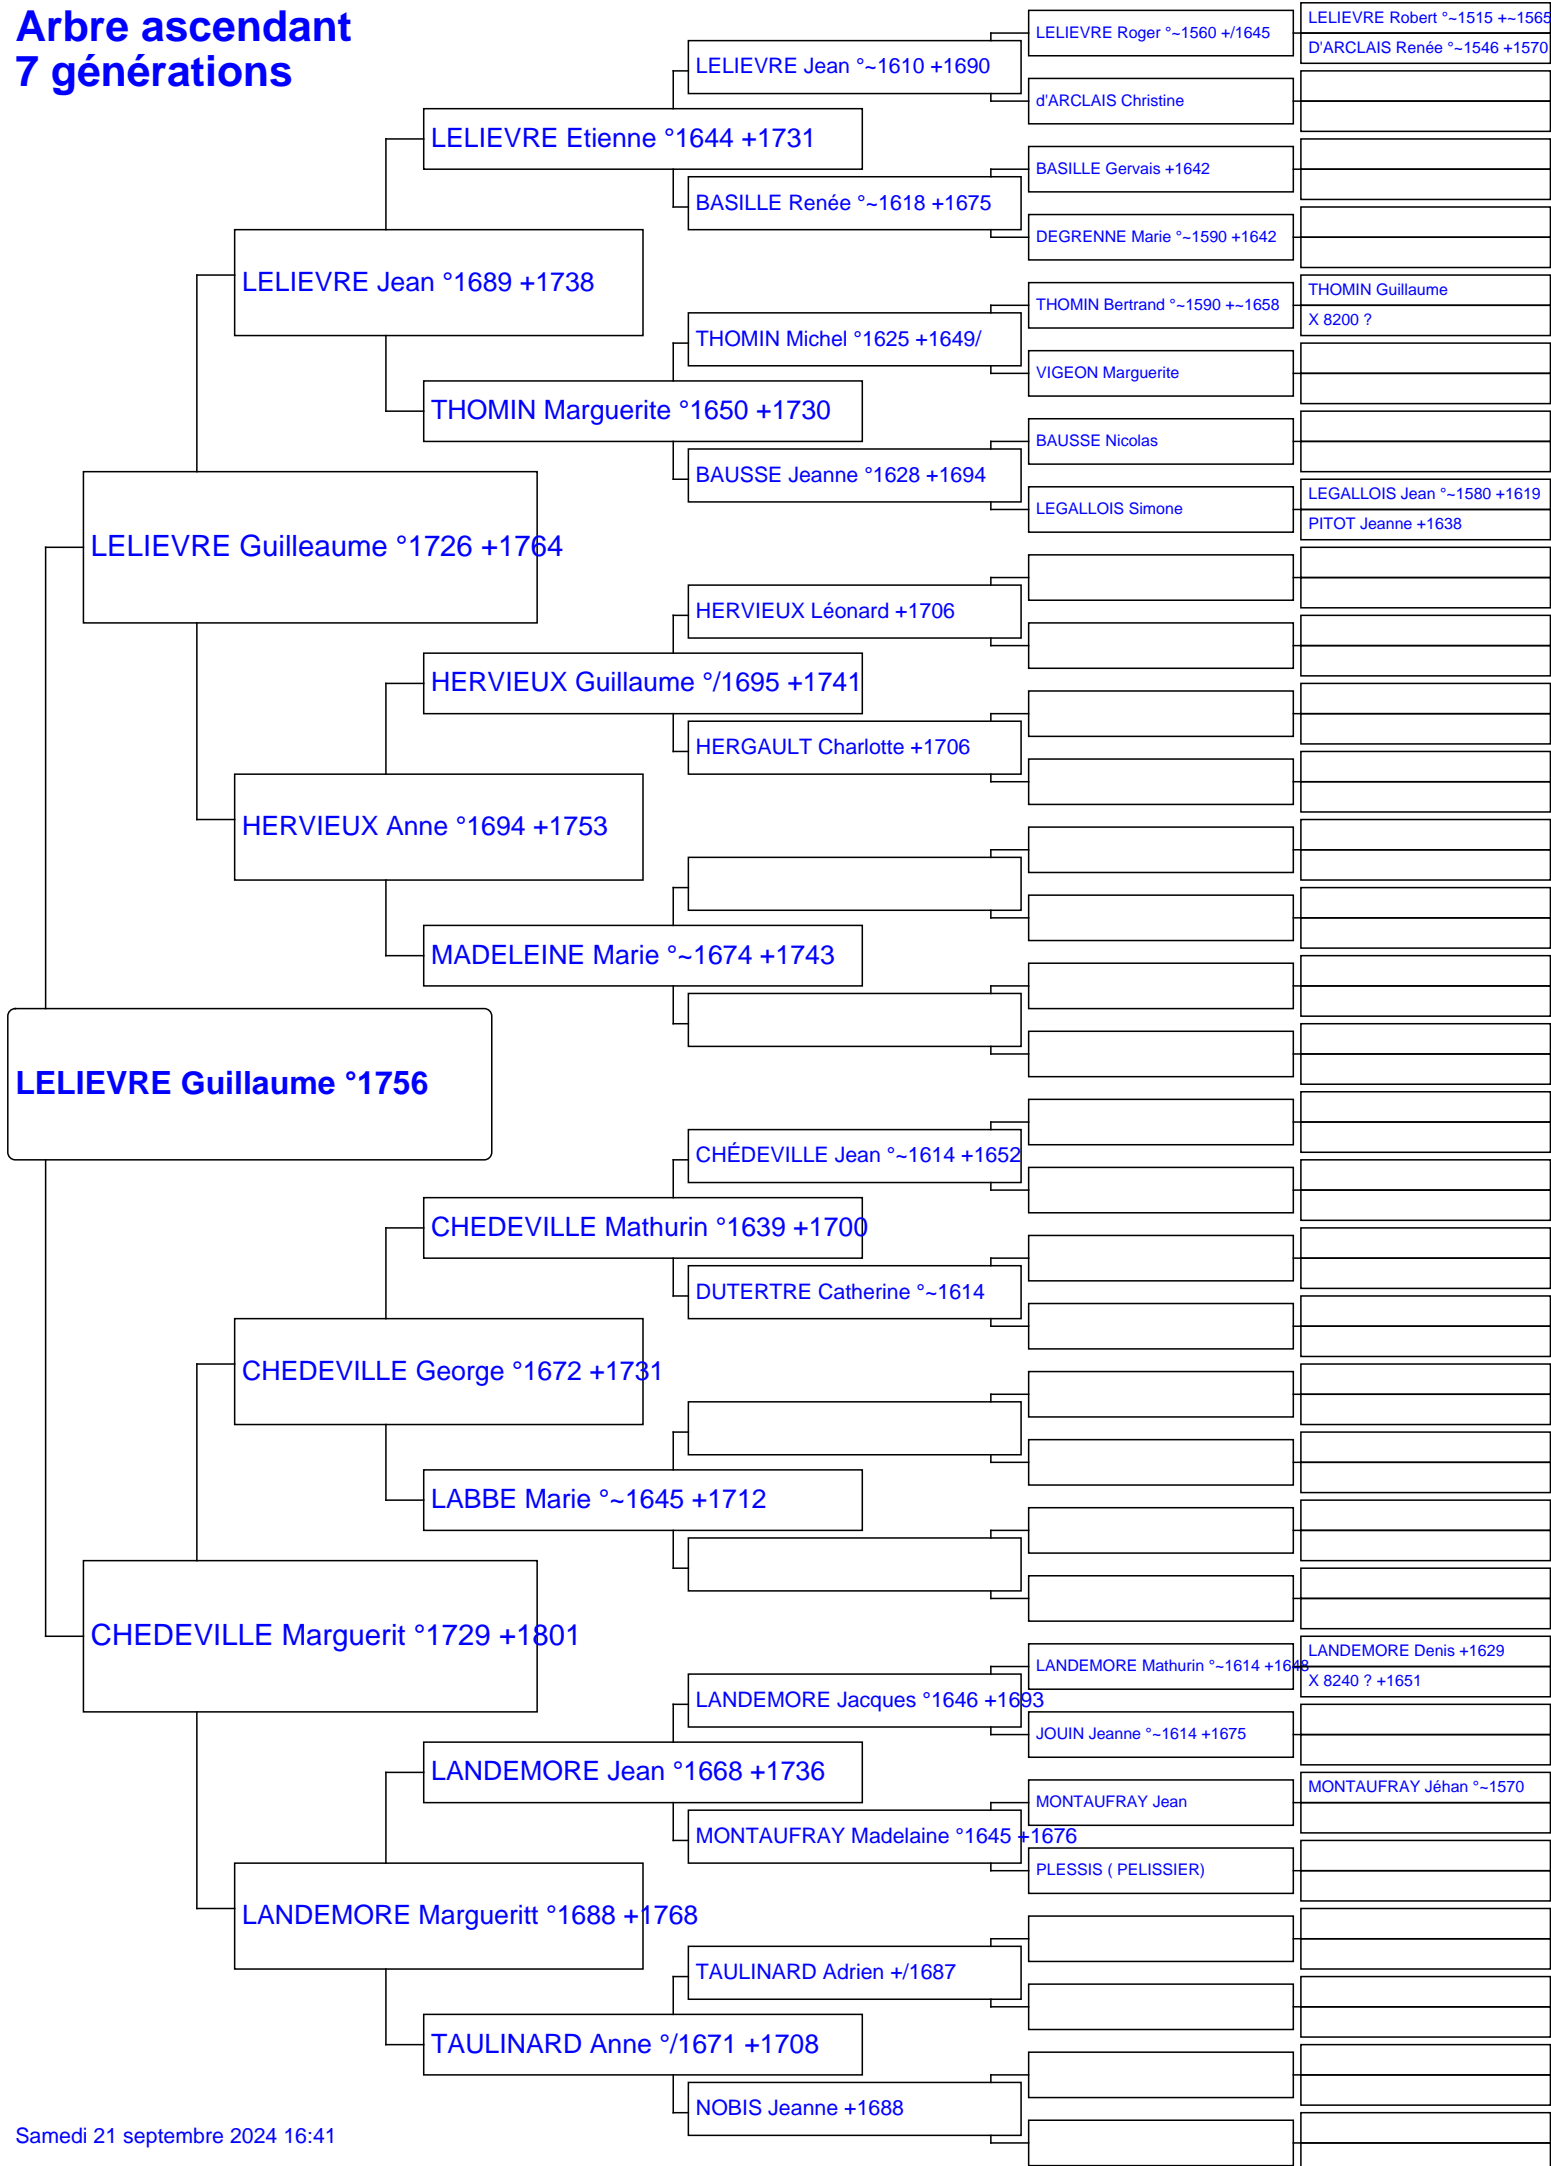 Arbre ascendant
7 générations
LELIEVRE Guillaume °1756
LELIEVRE Guilleaume °1726 +1764
CHEDEVILLE Marguerit °1729 +1801
LELIEVRE Jean °1689 +1738
HERVIEUX Anne °1694 +1753
CHEDEVILLE George °1672 +1731
LANDEMORE Margueritt °1688 +1768
LELIEVRE Etienne °1644 +1731
THOMIN Marguerite °1650 +1730
HERVIEUX Guillaume °/1695 +1741
MADELEINE Marie °~1674 +1743
CHEDEVILLE Mathurin °1639 +1700
LABBE Marie °~1645 +1712
LANDEMORE Jean °1668 +1736
TAULINARD Anne °/1671 +1708
LELIEVRE Jean °~1610 +1690
BASILLE Renée °~1618 +1675
THOMIN Michel °1625 +1649/
BAUSSE Jeanne °1628 +1694
HERVIEUX Léonard +1706
HERGAULT Charlotte +1706
CHÉDEVILLE Jean °~1614 +1652
DUTERTRE Catherine °~1614
LANDEMORE Jacques °1646 +1693
MONTAUFRAY Madelaine °1645 +1676
TAULINARD Adrien +/1687
NOBIS Jeanne +1688
LELIEVRE Roger °~1560 +/1645
d'ARCLAIS Christine
BASILLE Gervais +1642
DEGRENNE Marie °~1590 +1642
THOMIN Bertrand °~1590 +~1658
VIGEON Marguerite
BAUSSE Nicolas
LEGALLOIS Simone
LANDEMORE Mathurin °~1614 +1648
JOUIN Jeanne °~1614 +1675
MONTAUFRAY Jean
PLESSIS ( PELISSIER)
LELIEVRE Robert °~1515 +~1565
D'ARCLAIS Renée °~1546 +1570
THOMIN Guillaume
X 8200 ?
LEGALLOIS Jean °~1580 +1619
PITOT Jeanne +1638
LANDEMORE Denis +1629
X 8240 ? +1651
MONTAUFRAY Jéhan °~1570
Samedi 21 septembre 2024 16:41